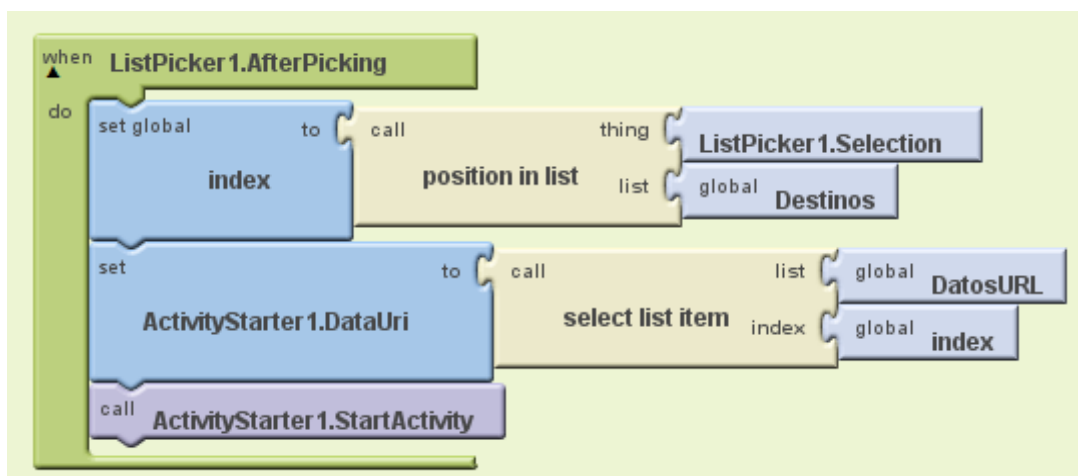 when ListPicker1.AfterPicking
do
set global to call thing ListPicker1.Selection
index position in list list global Destinos
set to call list global DatosURL
ActivityStarter1.DataUri select list item index global index
call ActivityStarter1.StartActivity